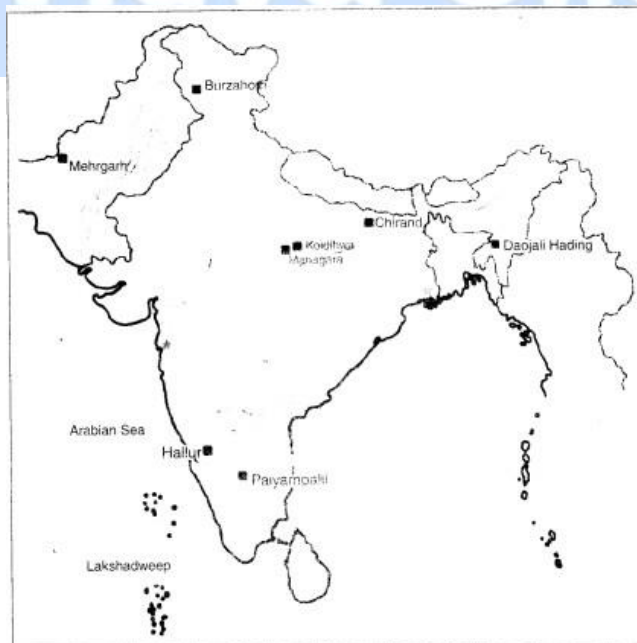 Burzahom
Mehrgarh
Chirand
Koldihwa
Mahagara
Daojali Hading
Arabian Sea
Hallur
Paiyampalli
Lakshadweep